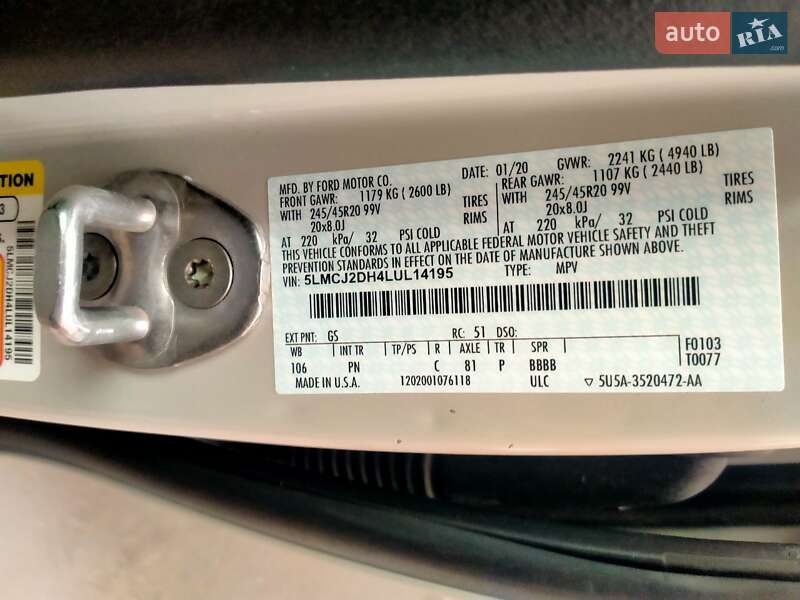 auto RIA
.com
MFD. BY FORD MOTOR CO. DATE: 01/20 GVWR: 2241 KG ( 4940 LB)
FRONT GAWR: 1179 KG ( 2600 LB) REAR GAWR: 1107 KG ( 2440 LB)
WITH 245/45R20 99V TIRES WITH 245/45R20 99V TIRES
20x8.0J RIMS 20x8.0J RIMS
AT 220 kPa/ 32 PSI COLD AT 220 kPa/ 32 PSI COLD
THIS VEHICLE CONFORMS TO ALL APPLICABLE FEDERAL MOTOR VEHICLE SAFETY AND THEFT
PREVENTION STANDARDS IN EFFECT ON THE DATE OF MANUFACTURE SHOWN ABOVE.
VIN: 5LMCJ2DH4LUL14195 TYPE: MPV
EXT PNT: GS RC: 51 DSO:
WB INT TR TP/PS R AXLE TR SPR F0103
106 PN C 81 P BBBB T0077
MADE IN U.S.A. 1202001076118 ULC ▽ 5U5A-3520472-AA
TION
3
5LMCJ2DH4LUL14195